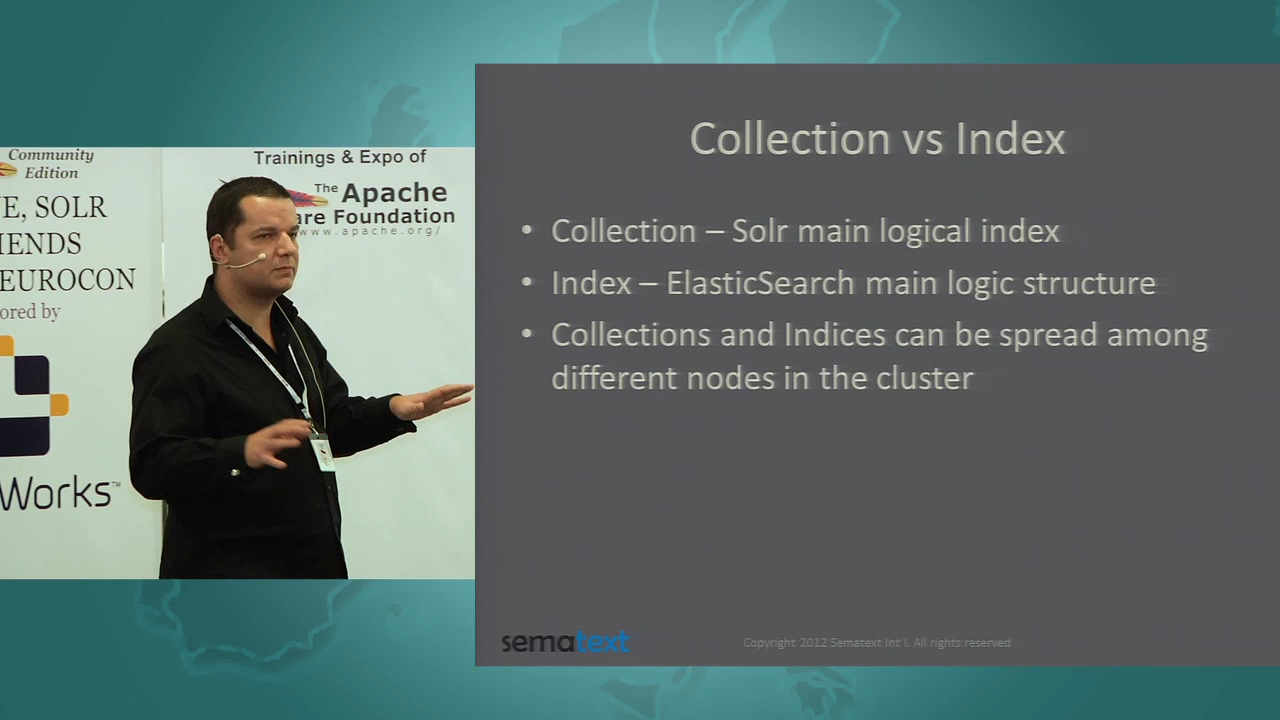 Community
Edition
E, SOLR
IENDS
EUROCON
ored by
Works™
Trainings & Expo of
The Apache
are Foundation
www.apache.org/
Collection vs Index
• Collection – Solr main logical index
• Index – ElasticSearch main logic structure
• Collections and Indices can be spread among
different nodes in the cluster
sematext
Copyright 2012 Sematext Int'l. All rights reserved